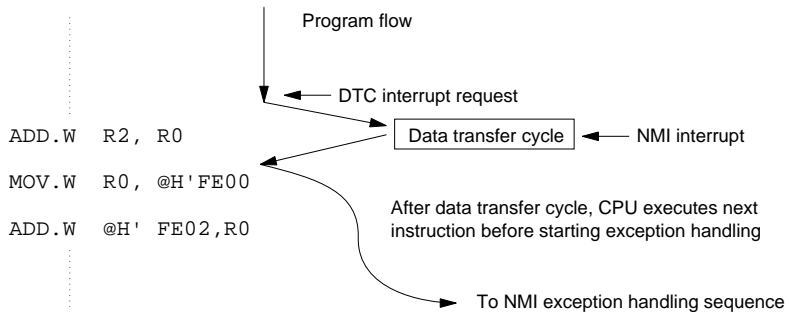 Program flow
DTC interrupt request
ADD.W R2, R0
Data transfer cycle
NMI interrupt
MOV.W R0, @H'FE00
After data transfer cycle, CPU executes next
instruction before starting exception handling
ADD.W @H' FE02,R0
To NMI exception handling sequence